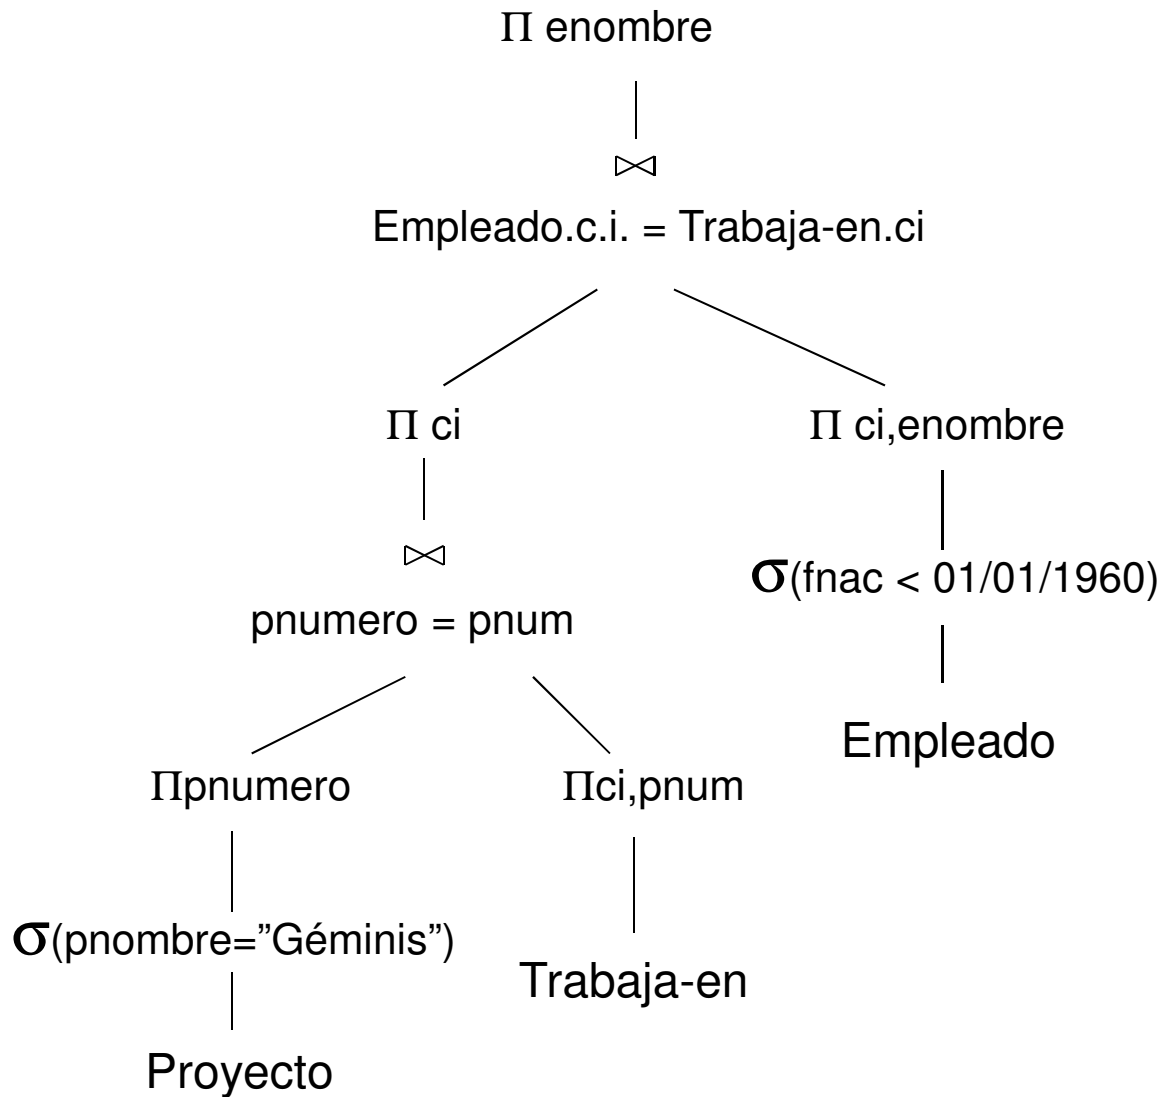 Π enombre
⋈
Empleado.c.i. = Trabaja-en.ci
Π ci
Π ci,enombre
⋈
σ(fnac < 01/01/1960)
pnumero = pnum
Empleado
Πpnumero
Πci,pnum
σ(pnombre=”Géminis”)
Trabaja-en
Proyecto